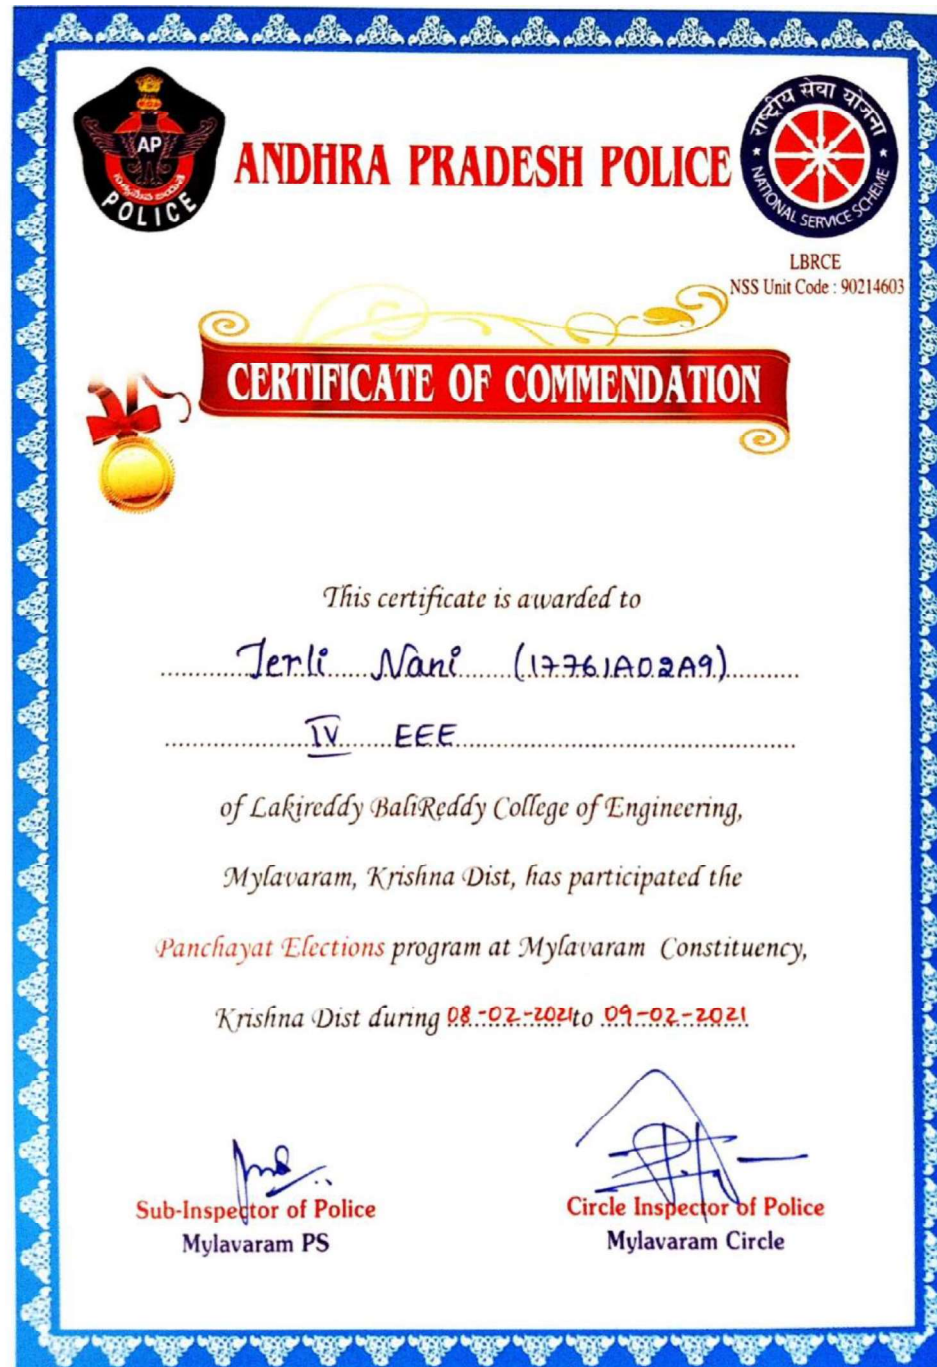 AP
POLICE
ANDHRA PRADESH POLICE
राष्ट्रीय सेवा योजना
NATIONAL SERVICE SCHEME
LBRCE
NSS Unit Code : 90214603
CERTIFICATE OF COMMENDATION
This certificate is awarded to
Jerli Nani (17761A02A9)
IV EEE
of Lakireddy BaliReddy College of Engineering,
Mylavaram, Krishna Dist, has participated the
Panchayat Elections program at Mylavaram Constituency,
Krishna Dist during 08-02-2021 to 09-02-2021
Sub-Inspector of Police
Mylavaram PS
Circle Inspector of Police
Mylavaram Circle